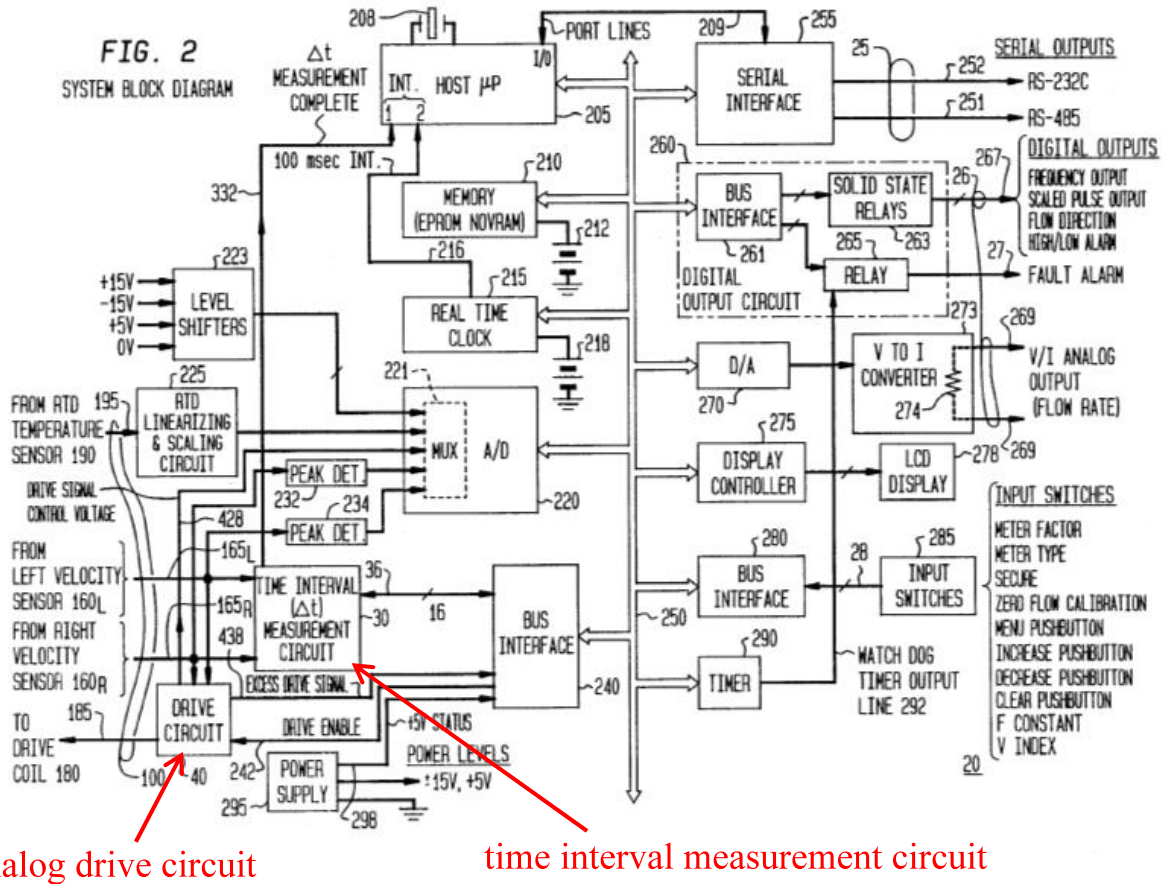 FIG. 2
SYSTEM BLOCK DIAGRAM
208
Δt
MEASUREMENT
COMPLETE
INT.
1 2
HOST μP
I/O
205
PORT LINES
209
255
SERIAL
INTERFACE
25
SERIAL OUTPUTS
252
RS-232C
251
RS-485
100 msec INT.
332
210
MEMORY
(EPROM NOVRAM)
212
216
215
REAL TIME
CLOCK
218
260
BUS
INTERFACE
261
SOLID STATE
RELAYS
263
265
RELAY
DIGITAL
OUTPUT CIRCUIT
26
267
DIGITAL OUTPUTS
FREQUENCY OUTPUT
SCALED PULSE OUTPUT
FLOW DIRECTION
HIGH/LOW ALARM
27
FAULT ALARM
223
+15V
-15V
+5V
0V
LEVEL
SHIFTERS
225
FROM RTD
TEMPERATURE
SENSOR 190
195
RTD
LINEARIZING
& SCALING
CIRCUIT
221
MUX
A/D
220
D/A
270
273
V TO I
CONVERTER
274
269
V/I ANALOG
OUTPUT
(FLOW RATE)
269
DRIVE SIGNAL
CONTROL VOLTAGE
428
PEAK DET.
232
234
PEAK DET.
275
DISPLAY
CONTROLLER
278
LCD
DISPLAY
INPUT SWITCHES
METER FACTOR
METER TYPE
SECURE
ZERO FLOW CALIBRATION
MENU PUSHBUTTON
INCREASE PUSHBUTTON
DECREASE PUSHBUTTON
CLEAR PUSHBUTTON
F CONSTANT
V INDEX
FROM
LEFT VELOCITY
SENSOR 160L
165L
FROM RIGHT
VELOCITY
SENSOR 160R
165R
TIME INTERVAL
(Δt)
MEASUREMENT
CIRCUIT
30
36
16
BUS
INTERFACE
240
250
280
BUS
INTERFACE
28
285
INPUT
SWITCHES
290
TIMER
WATCH DOG
TIMER OUTPUT
LINE 292
438
EXCESS DRIVE SIGNAL
TO
DRIVE
COIL 180
185
DRIVE
CIRCUIT
100
40
DRIVE ENABLE
242
+5V STATUS
POWER LEVELS
±15V, +5V
295
POWER
SUPPLY
298
20
alog drive circuit
time interval measurement circuit